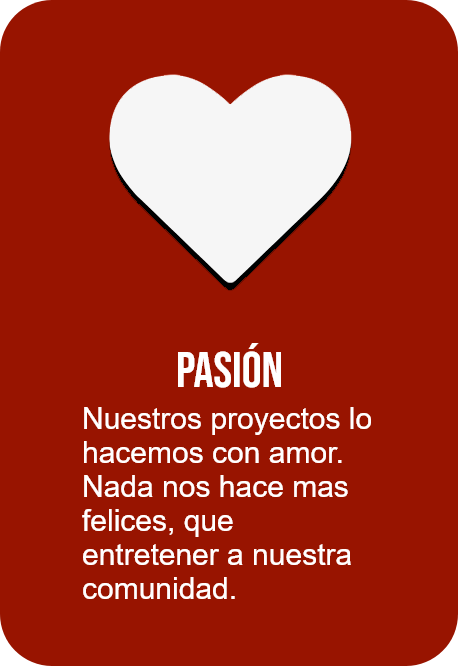 PASIÓN
Nuestros proyectos lo
hacemos con amor.
Nada nos hace mas
felices, que
entretener a nuestra
comunidad.